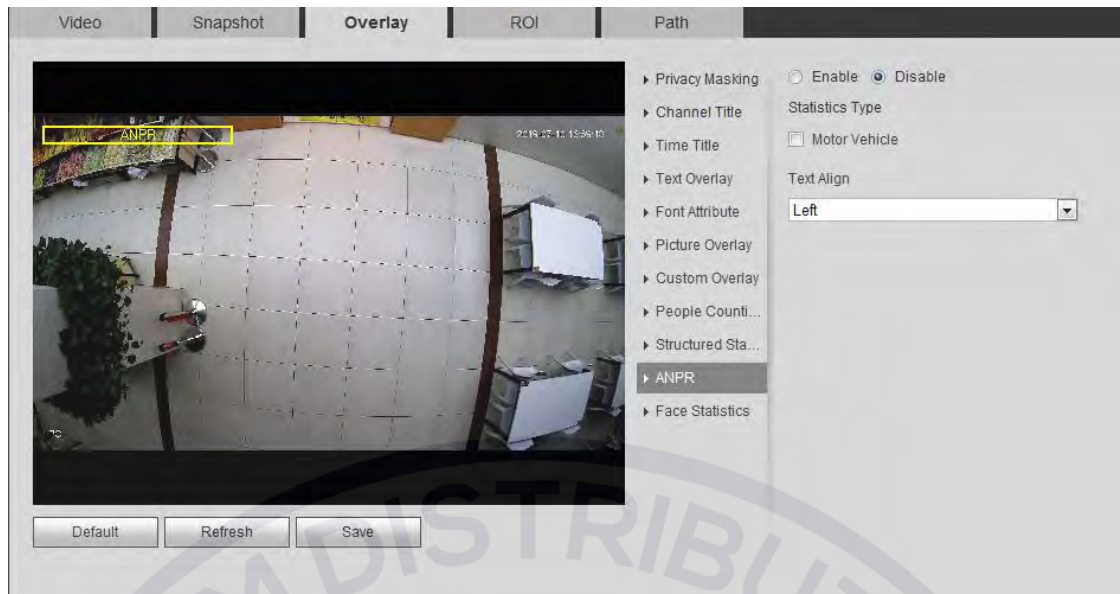 Video Snapshot Overlay ROI Path
ANPR
Privacy Masking
Channel Title
Time Title
Text Overlay
Font Attribute
Picture Overlay
Custom Overlay
People Counti...
Structured Sta...
ANPR
Face Statistics
Enable Disable
Statistics Type
Motor Vehicle
Text Align
Left
Default Refresh Save
DISTRIBUT